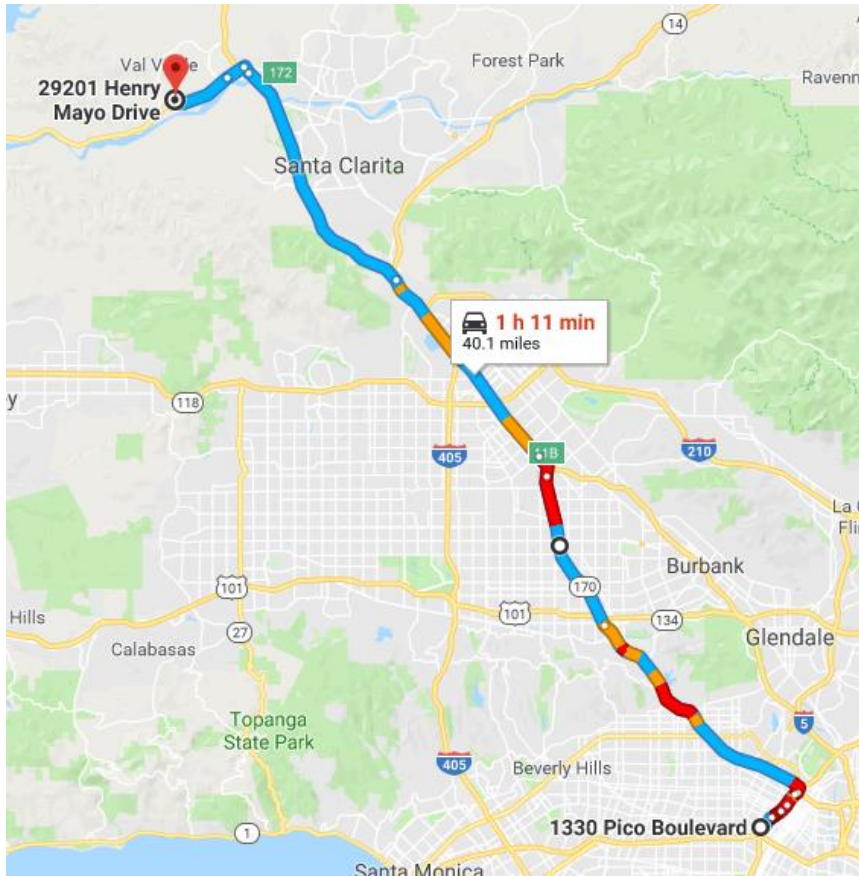 14
Val Verde
172
Forest Park
29201 Henry
Mayo Drive
Ravenn
Santa Clarita
1 h 11 min
40.1 miles
y
118
405
11B
210
La
Fli
101
170
Burbank
101
134
Hills
27
Calabasas
Glendale
Topanga
State Park
5
405
Beverly Hills
1
1330 Pico Boulevard
Santa Monica